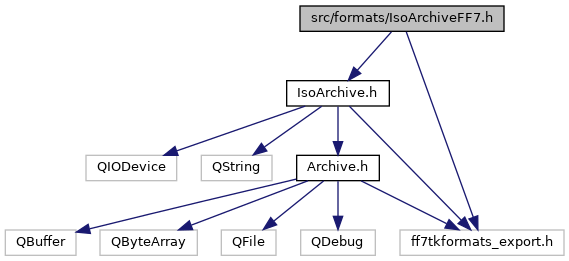 src/formats/IsoArchiveFF7.h
IsoArchive.h
QIODevice
QString
Archive.h
QBuffer
QByteArray
QFile
QDebug
ff7tkformats_export.h